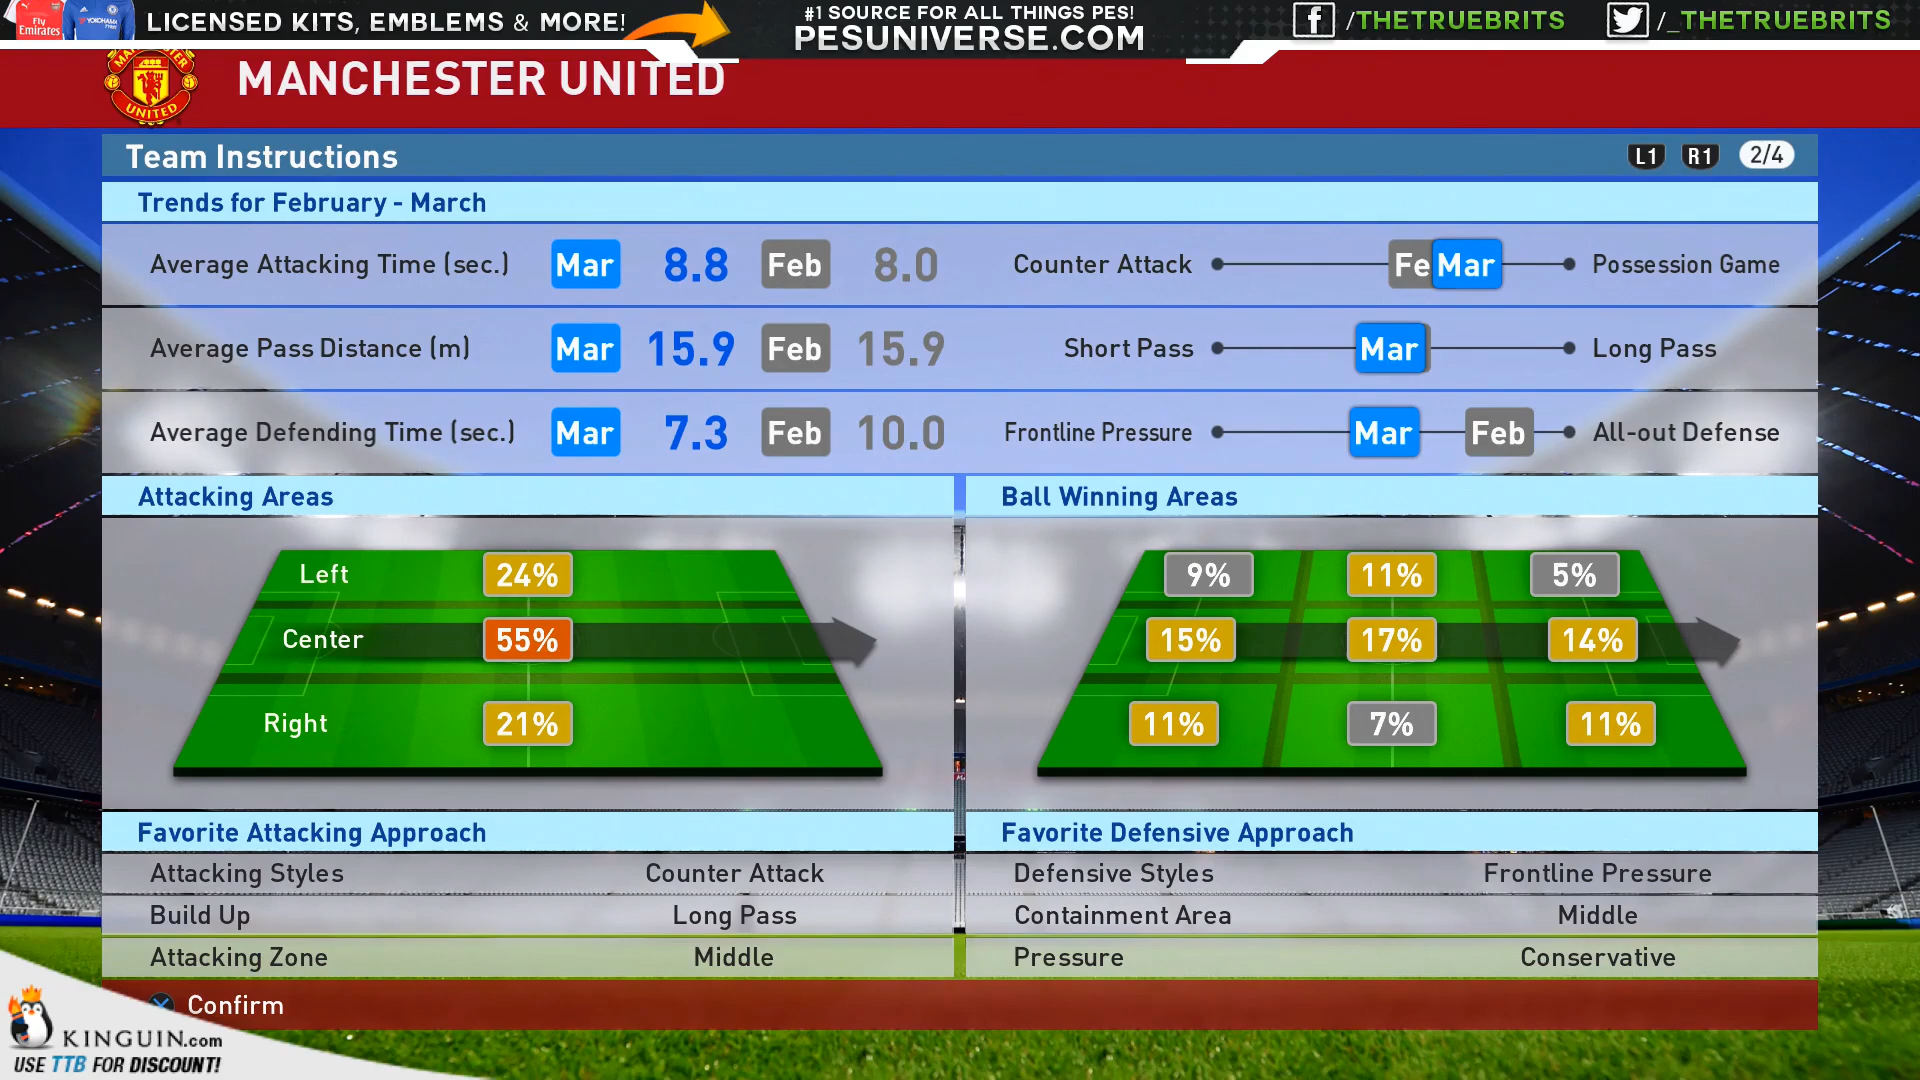 Fly
Emirates
YOKOHAMA
TYRES
LICENSED KITS, EMBLEMS & MORE!
#1 SOURCE FOR ALL THINGS PES!
PESUNIVERSE.COM
/THETRUEBRITS
/_THETRUEBRITS
MANCHESTER
UNITED
MANCHESTER UNITED
Team Instructions
L1 R1 2/4
Trends for February - March
Average Attacking Time (sec.) Mar 8.8 Feb 8.0 Counter Attack Fe Mar Possession Game
Average Pass Distance (m) Mar 15.9 Feb 15.9 Short Pass Mar Long Pass
Average Defending Time (sec.) Mar 7.3 Feb 10.0 Frontline Pressure Mar Feb All-out Defense
Attacking Areas
Left 24%
Center 55%
Right 21%
Ball Winning Areas
9% 11% 5%
15% 17% 14%
11% 7% 11%
Favorite Attacking Approach
Attacking Styles Counter Attack
Build Up Long Pass
Attacking Zone Middle
Favorite Defensive Approach
Defensive Styles Frontline Pressure
Containment Area Middle
Pressure Conservative
Confirm
KINGUIN.com
USE TTB FOR DISCOUNT!